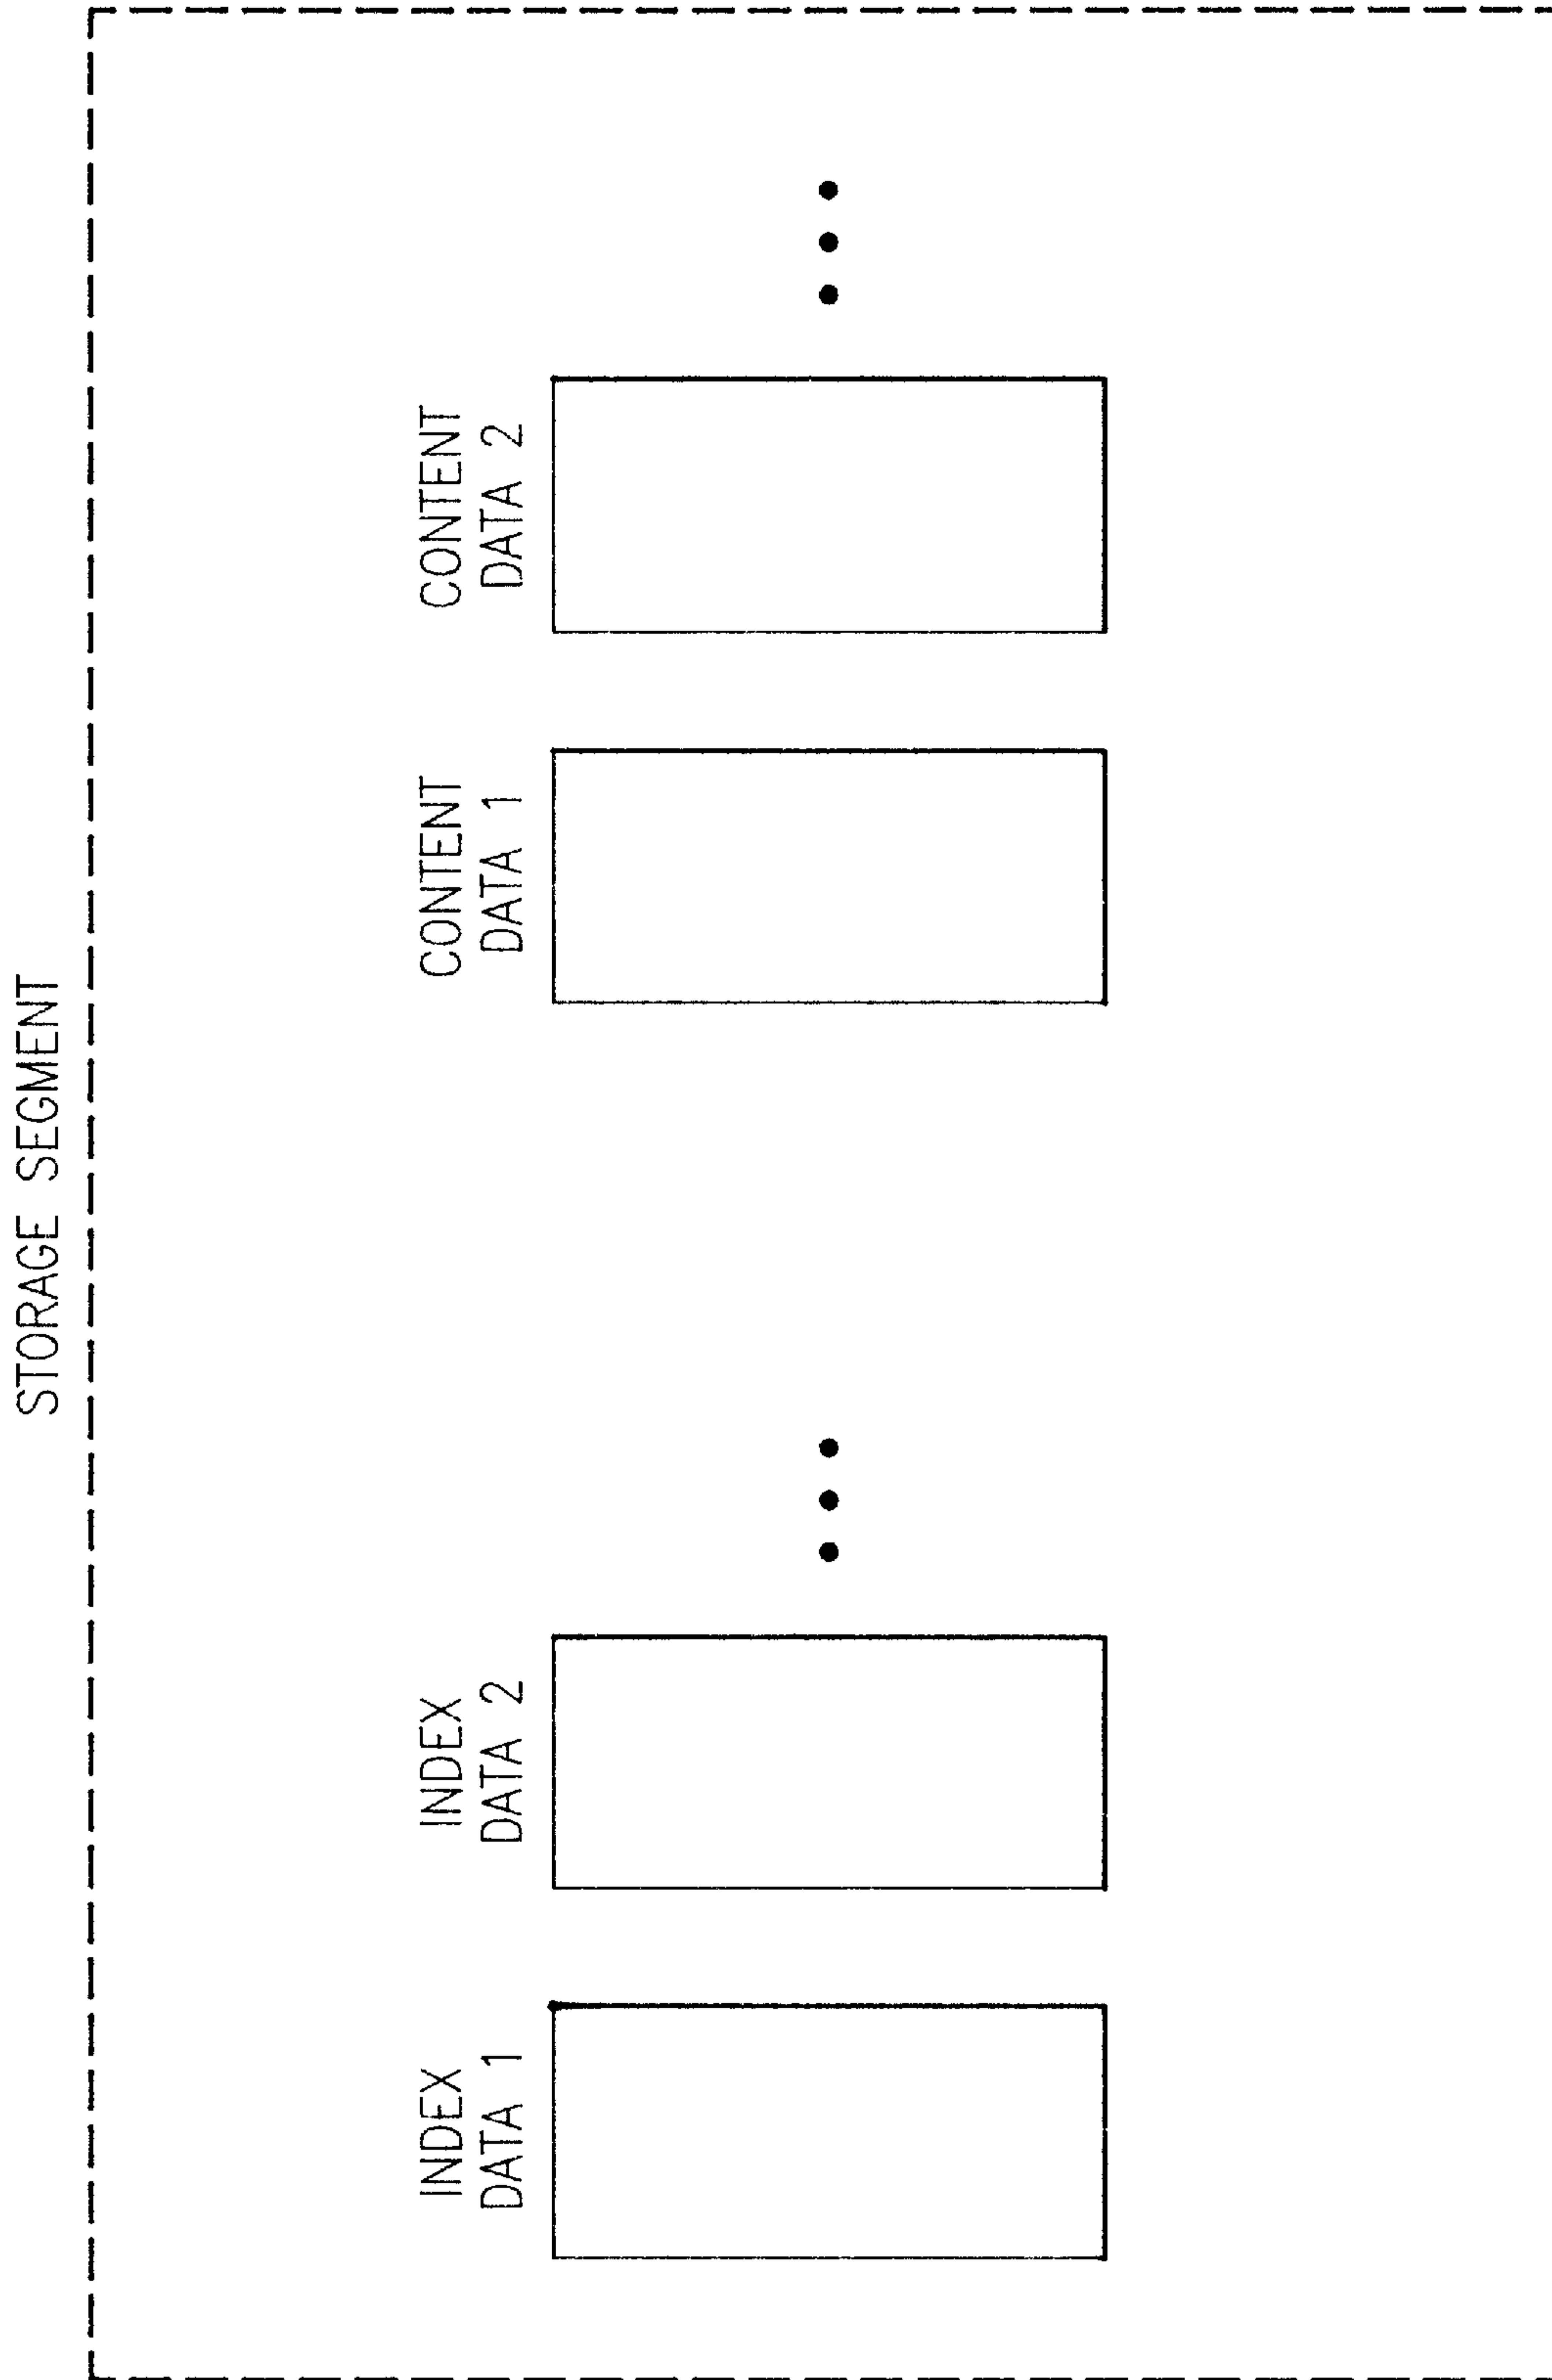 STORAGE SEGMENT
INDEX
DATA 1
INDEX
DATA 2
CONTENT
DATA 1
CONTENT
DATA 2